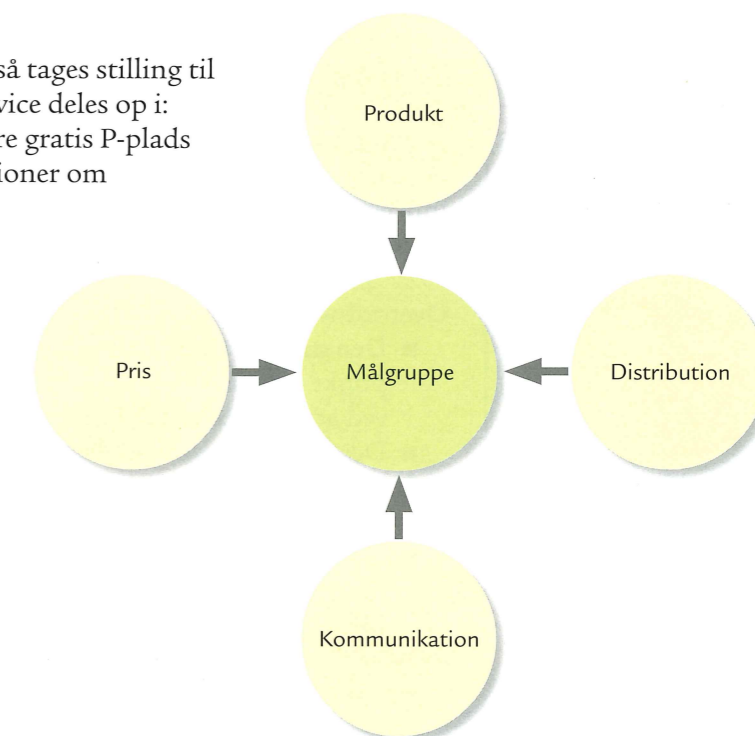 så tages stilling til
vice deles op i:
re gratis P-plads
ioner om
Produkt
Pris
Målgruppe
Distribution
Kommunikation